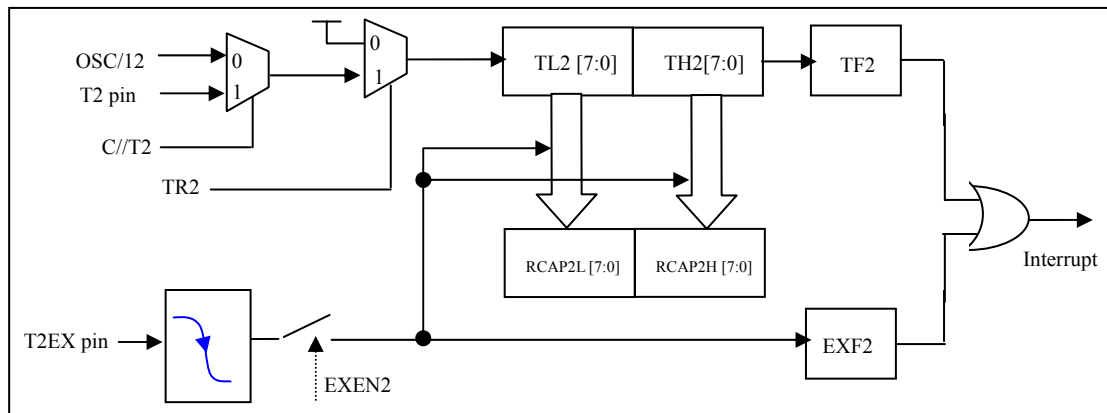 OSC/12
T2 pin
C//T2
TR2
0
1
0
1
TL2 [7:0]
TH2[7:0]
TF2
RCAP2L [7:0]
RCAP2H [7:0]
Interrupt
T2EX pin
EXEN2
EXF2